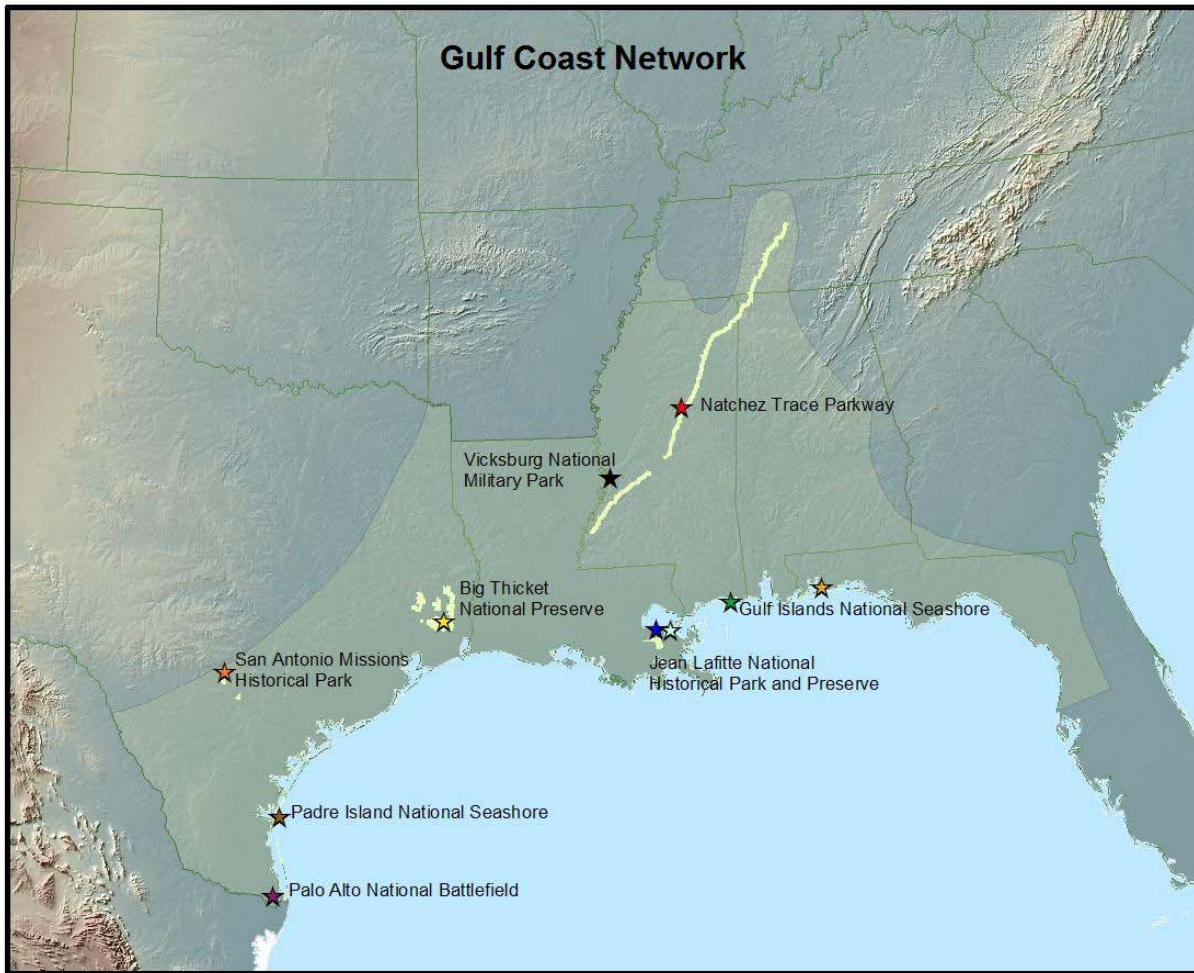 Gulf Coast Network
Natchez Trace Parkway
Vicksburg National
Military Park
Big Thicket
National Preserve
Gulf Islands National Seashore
San Antonio Missions
Historical Park
Jean Lafitte National
Historical Park and Preserve
Padre Island National Seashore
Palo Alto National Battlefield